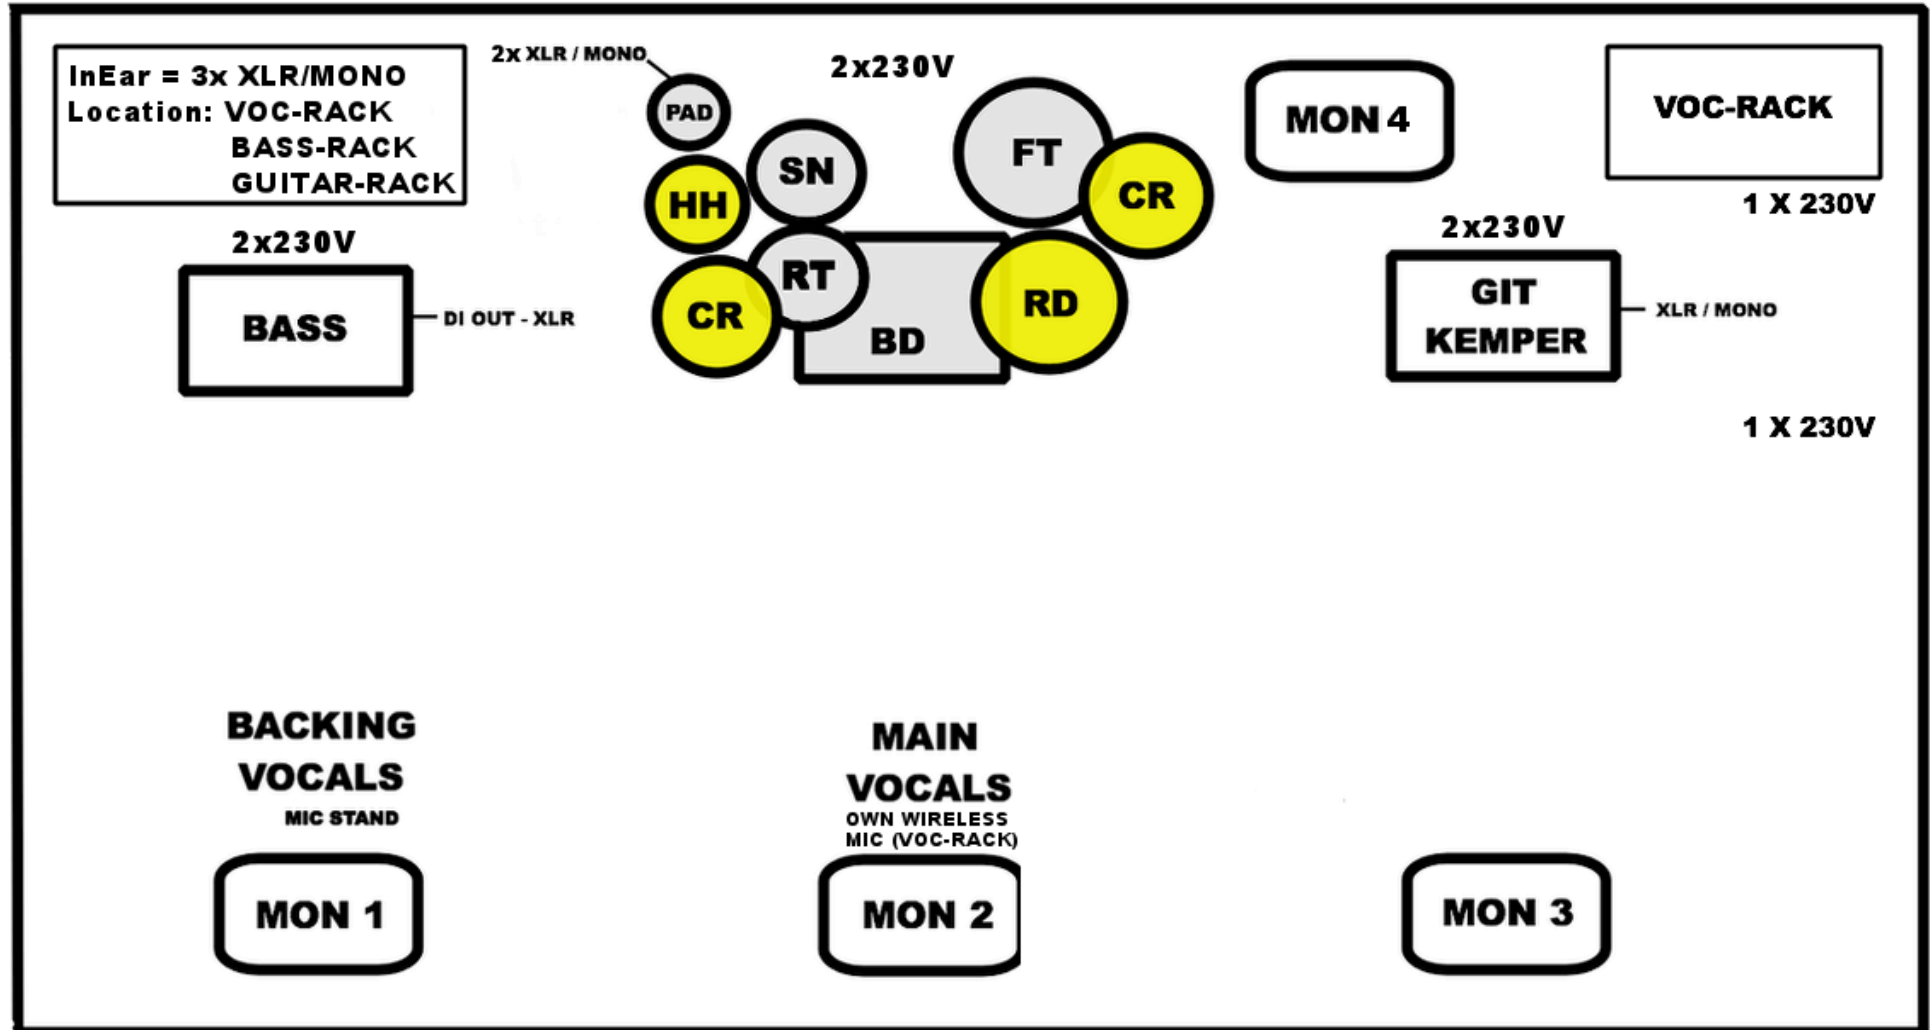 InEar = 3x XLR/MONO
Location: VOC-RACK
BASS-RACK
GUITAR-RACK
2x XLR / MONO
2x230V
PAD
HH
SN
CR
RT
BD
FT
CR
RD
MON 4
VOC-RACK
1 X 230V
2x230V
BASS
DI OUT - XLR
2x230V
GIT
KEMPER
XLR / MONO
1 X 230V
BACKING
VOCALS
MIC STAND
MON 1
MAIN
VOCALS
OWN WIRELESS
MIC (VOC-RACK)
MON 2
MON 3